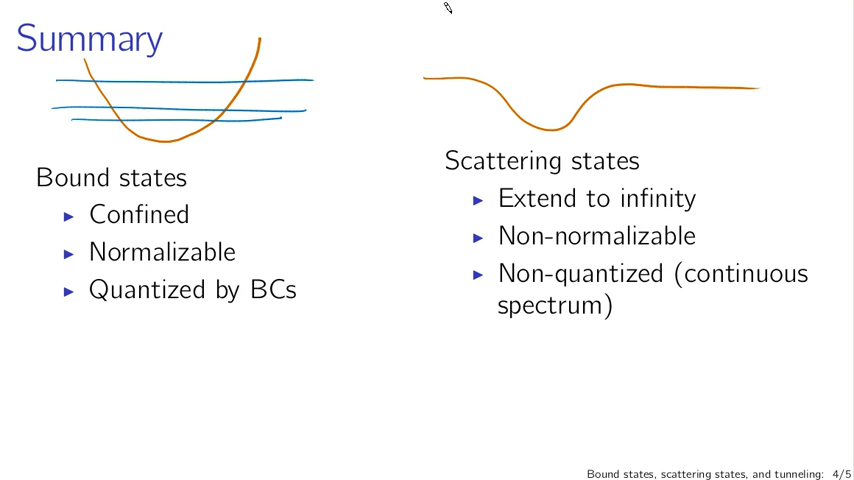 Summary
Bound states
Confined
Normalizable
Quantized by BCs
Scattering states
Extend to infinity
Non-normalizable
Non-quantized (continuous
spectrum)
Bound states, scattering states, and tunneling: 4/5